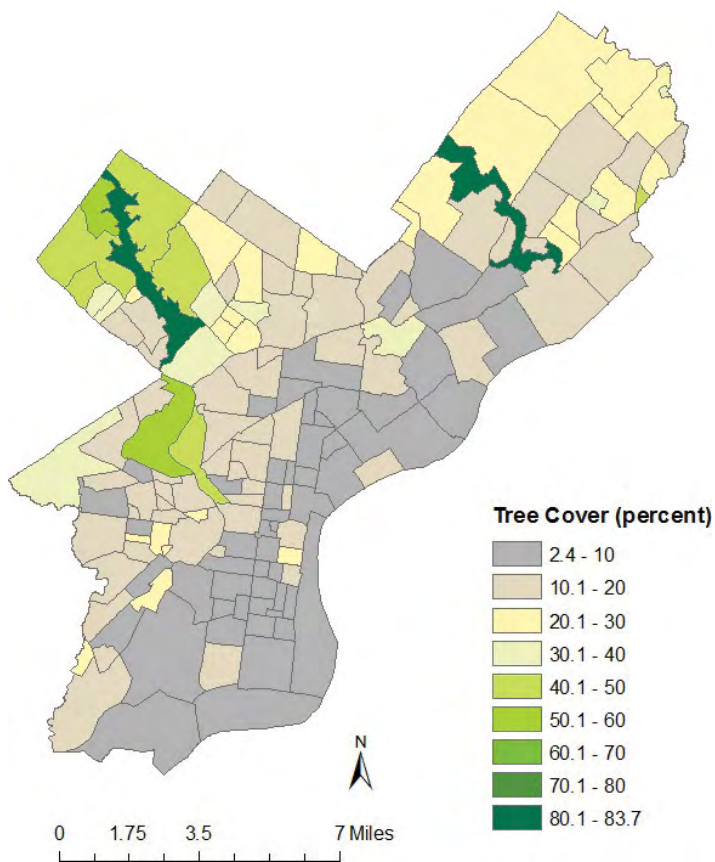 Tree Cover (percent)
2.4 - 10
10.1 - 20
20.1 - 30
30.1 - 40
40.1 - 50
50.1 - 60
60.1 - 70
70.1 - 80
80.1 - 83.7
N
0 1.75 3.5 7 Miles